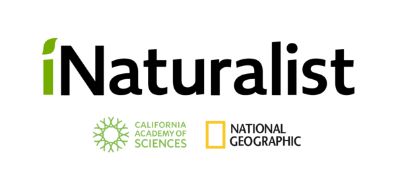 iNaturalist
CALIFORNIA
ACADEMY OF
SCIENCES
NATIONAL
GEOGRAPHIC